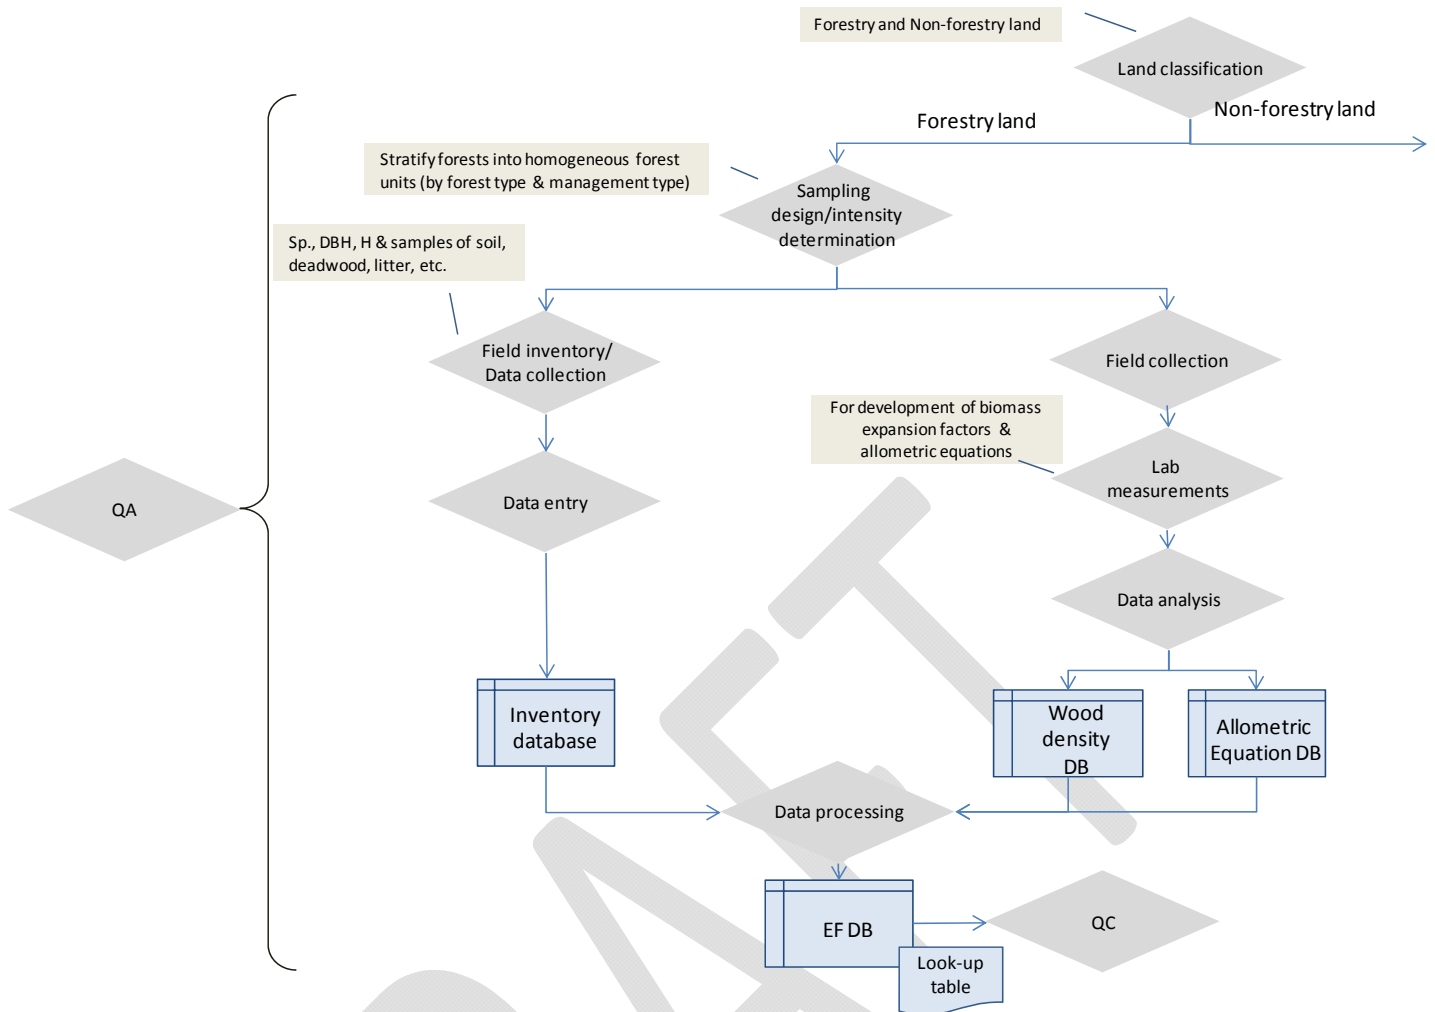 Forestry and Non-forestry land
Land classification
Forestry land
Non-forestry land
Stratify forests into homogeneous forest
units (by forest type & management type)
Sampling
design/intensity
determination
Sp., DBH, H & samples of soil,
deadwood, litter, etc.
Field inventory/
Data collection
Field collection
For development of biomass
expansion factors &
allometric equations
Lab
measurements
QA
Data entry
Data analysis
Inventory
database
Wood
density
DB
Allometric
Equation DB
Data processing
EF DB
QC
Look-up
table